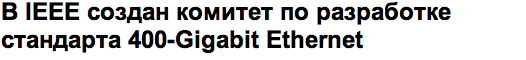 В IEEE создан комитет по разработке
стандарта 400-Gigabit Ethernet